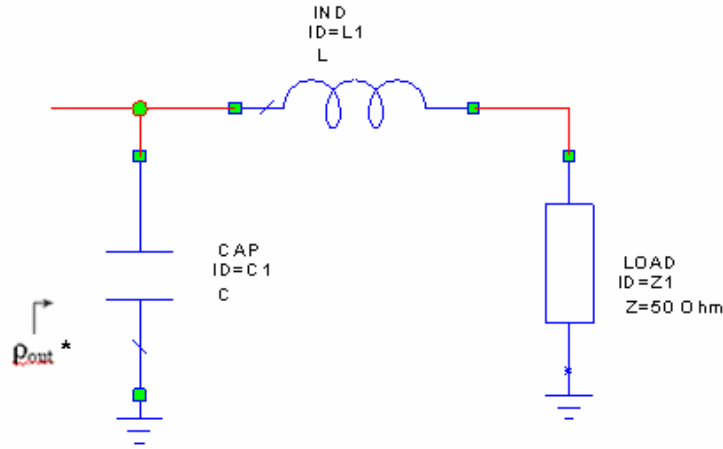 IND
ID=L1
L
CAP
ID=C1
C
LOAD
ID=Z1
Z=50 Ohm
ρout *